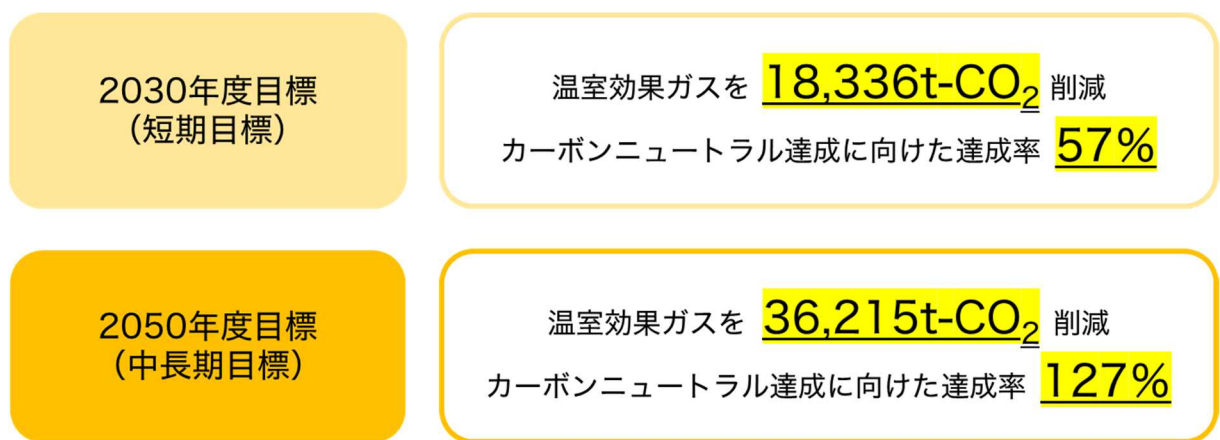 2030年度目標
（短期目標）
温室効果ガスを 18,336t-CO₂ 削減
カーボンニュートラル達成に向けた達成率 57%
2050年度目標
（中長期目標）
温室効果ガスを 36,215t-CO₂ 削減
カーボンニュートラル達成に向けた達成率 127%